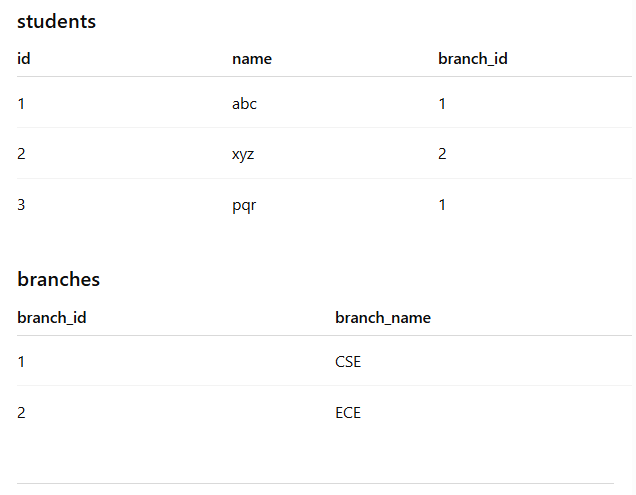 students
id name branch_id
1 abc 1
2 xyz 2
3 pqr 1
branches
branch_id branch_name
1 CSE
2 ECE